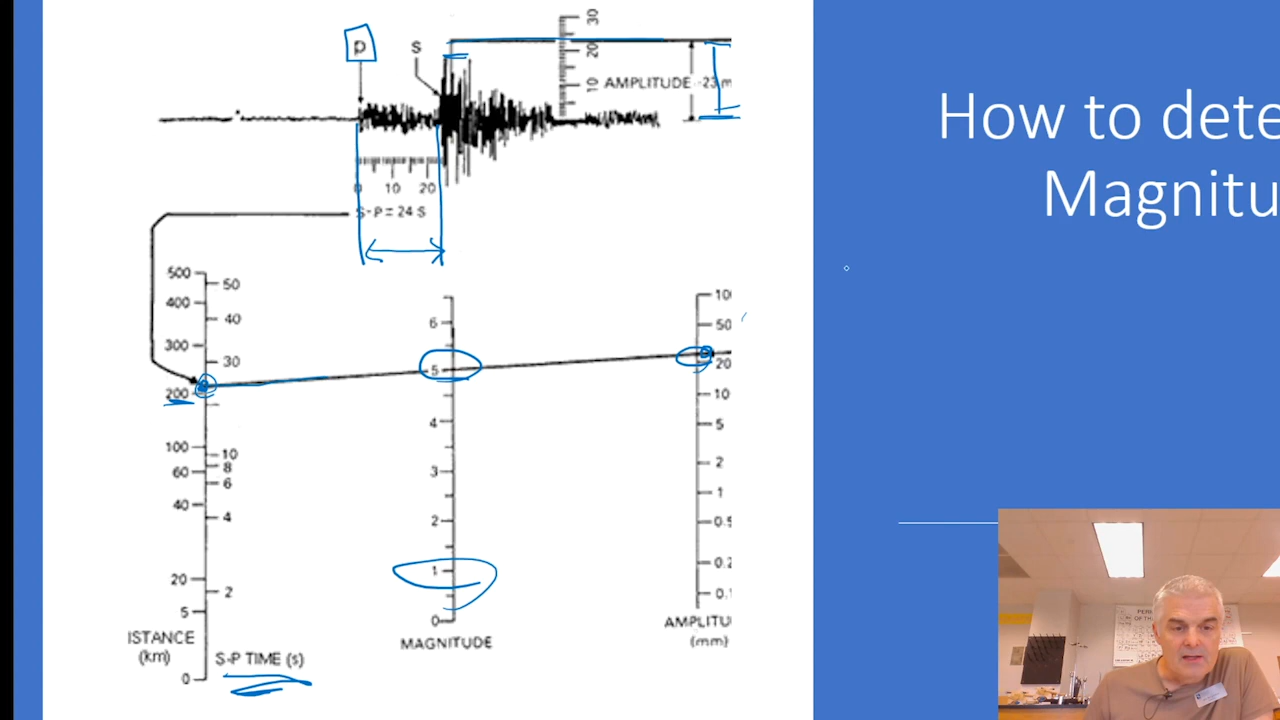 30
p
S
20
AMPLITUDE -23 m
10
0 10 20
S-P = 24 S
How to dete
Magnitu
500
50
400
40
300
30
200
100
10
8
60
6
40
4
20
2
5
0
ISTANCE
(km)
S-P TIME (s)
6
5
4
3
2
1
0
MAGNITUDE
10
50
20
10
5
2
1
0.5
0.2
0.1
AMPLITU
(mm)